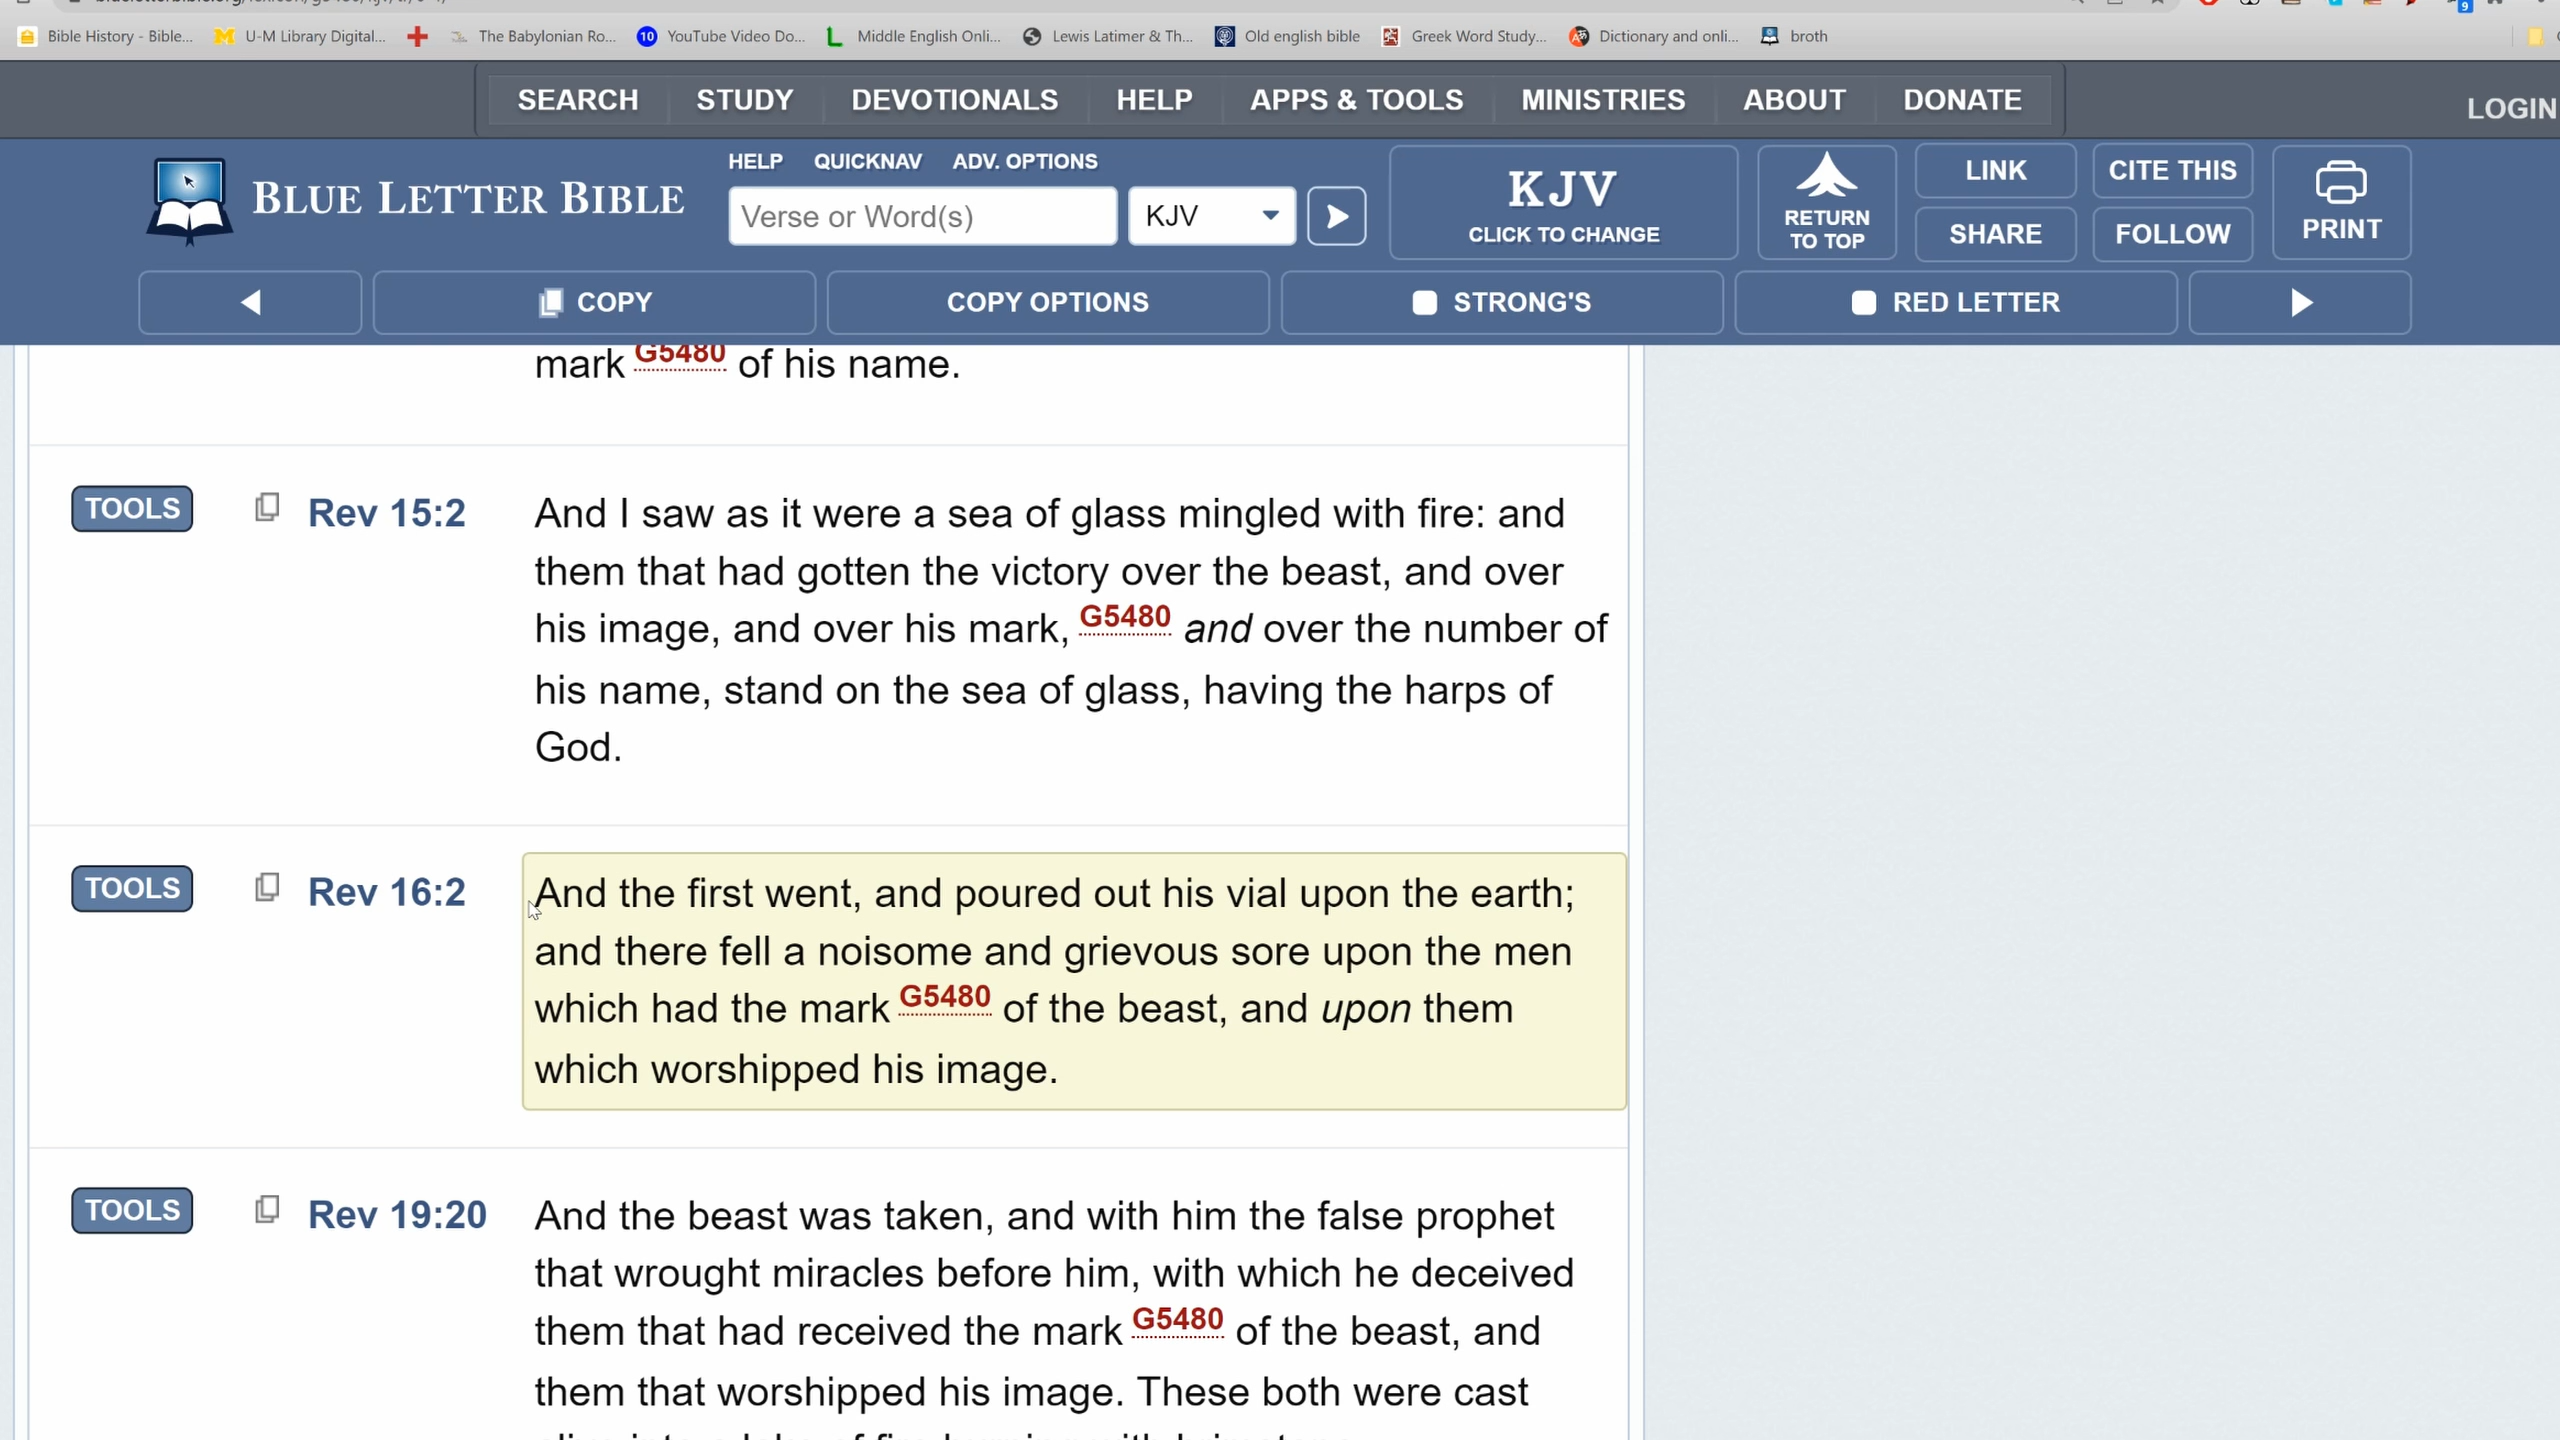 Bible History - Bible... U-M Library Digital... The Babylonian Ro... 10 YouTube Video Do... Middle English Onli... Lewis Latimer & Th... Old english bible Greek Word Study... Dictionary and onli... broth
9
SEARCH STUDY DEVOTIONALS HELP APPS & TOOLS MINISTRIES ABOUT DONATE LOGIN
BLUE LETTER BIBLE
HELP QUICKNAV ADV. OPTIONS
Verse or Word(s) KJV
KJV
CLICK TO CHANGE
RETURN
TO TOP
LINK CITE THIS
SHARE FOLLOW
PRINT
COPY COPY OPTIONS STRONG'S RED LETTER
mark G5480 of his name.
TOOLS Rev 15:2 And I saw as it were a sea of glass mingled with fire: and
them that had gotten the victory over the beast, and over
his image, and over his mark, G5480 and over the number of
his name, stand on the sea of glass, having the harps of
God.
TOOLS Rev 16:2 And the first went, and poured out his vial upon the earth;
and there fell a noisome and grievous sore upon the men
which had the mark G5480 of the beast, and upon them
which worshipped his image.
TOOLS Rev 19:20 And the beast was taken, and with him the false prophet
that wrought miracles before him, with which he deceived
them that had received the mark G5480 of the beast, and
them that worshipped his image. These both were cast